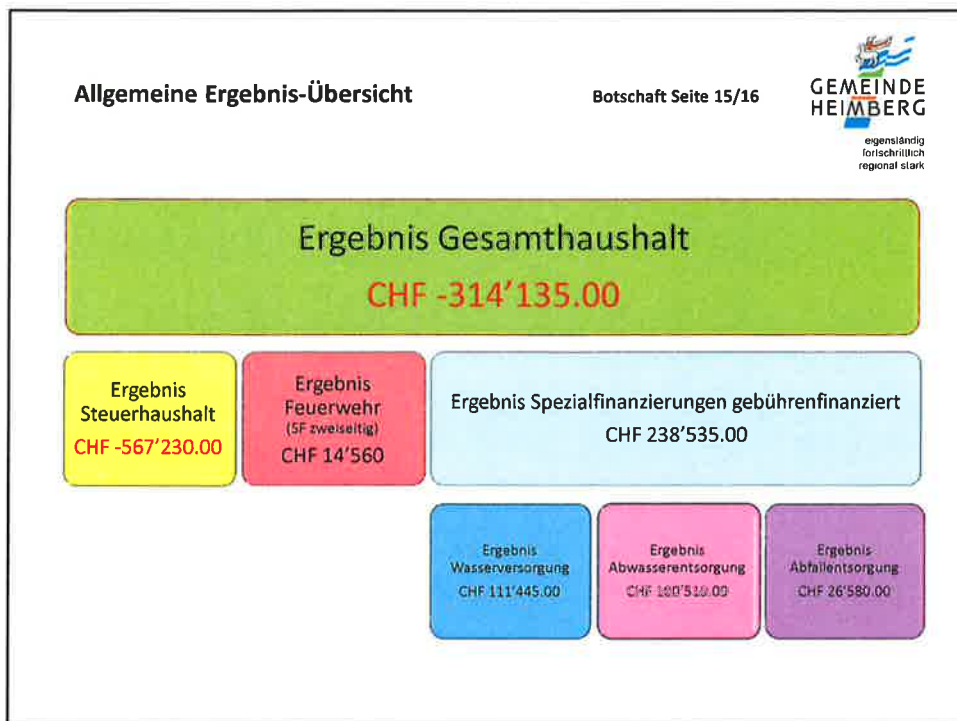 Allgemeine Ergebnis-Übersicht
Botschaft Seite 15/16
GEMEINDE
HEIMBERG
eigenständig
fortschrittlich
regional stark
Ergebnis Gesamthaushalt
CHF -314’135.00
Ergebnis
Steuerhaushalt
CHF -567’230.00
Ergebnis
Feuerwehr
(SF zweiseitig)
CHF 14’560
Ergebnis Spezialfinanzierungen gebührenfinanziert
CHF 238’535.00
Ergebnis
Wasserversorgung
CHF 111’445.00
Ergebnis
Abwasserentsorgung
CHF 100’510.00
Ergebnis
Abfallentsorgung
CHF 26’580.00